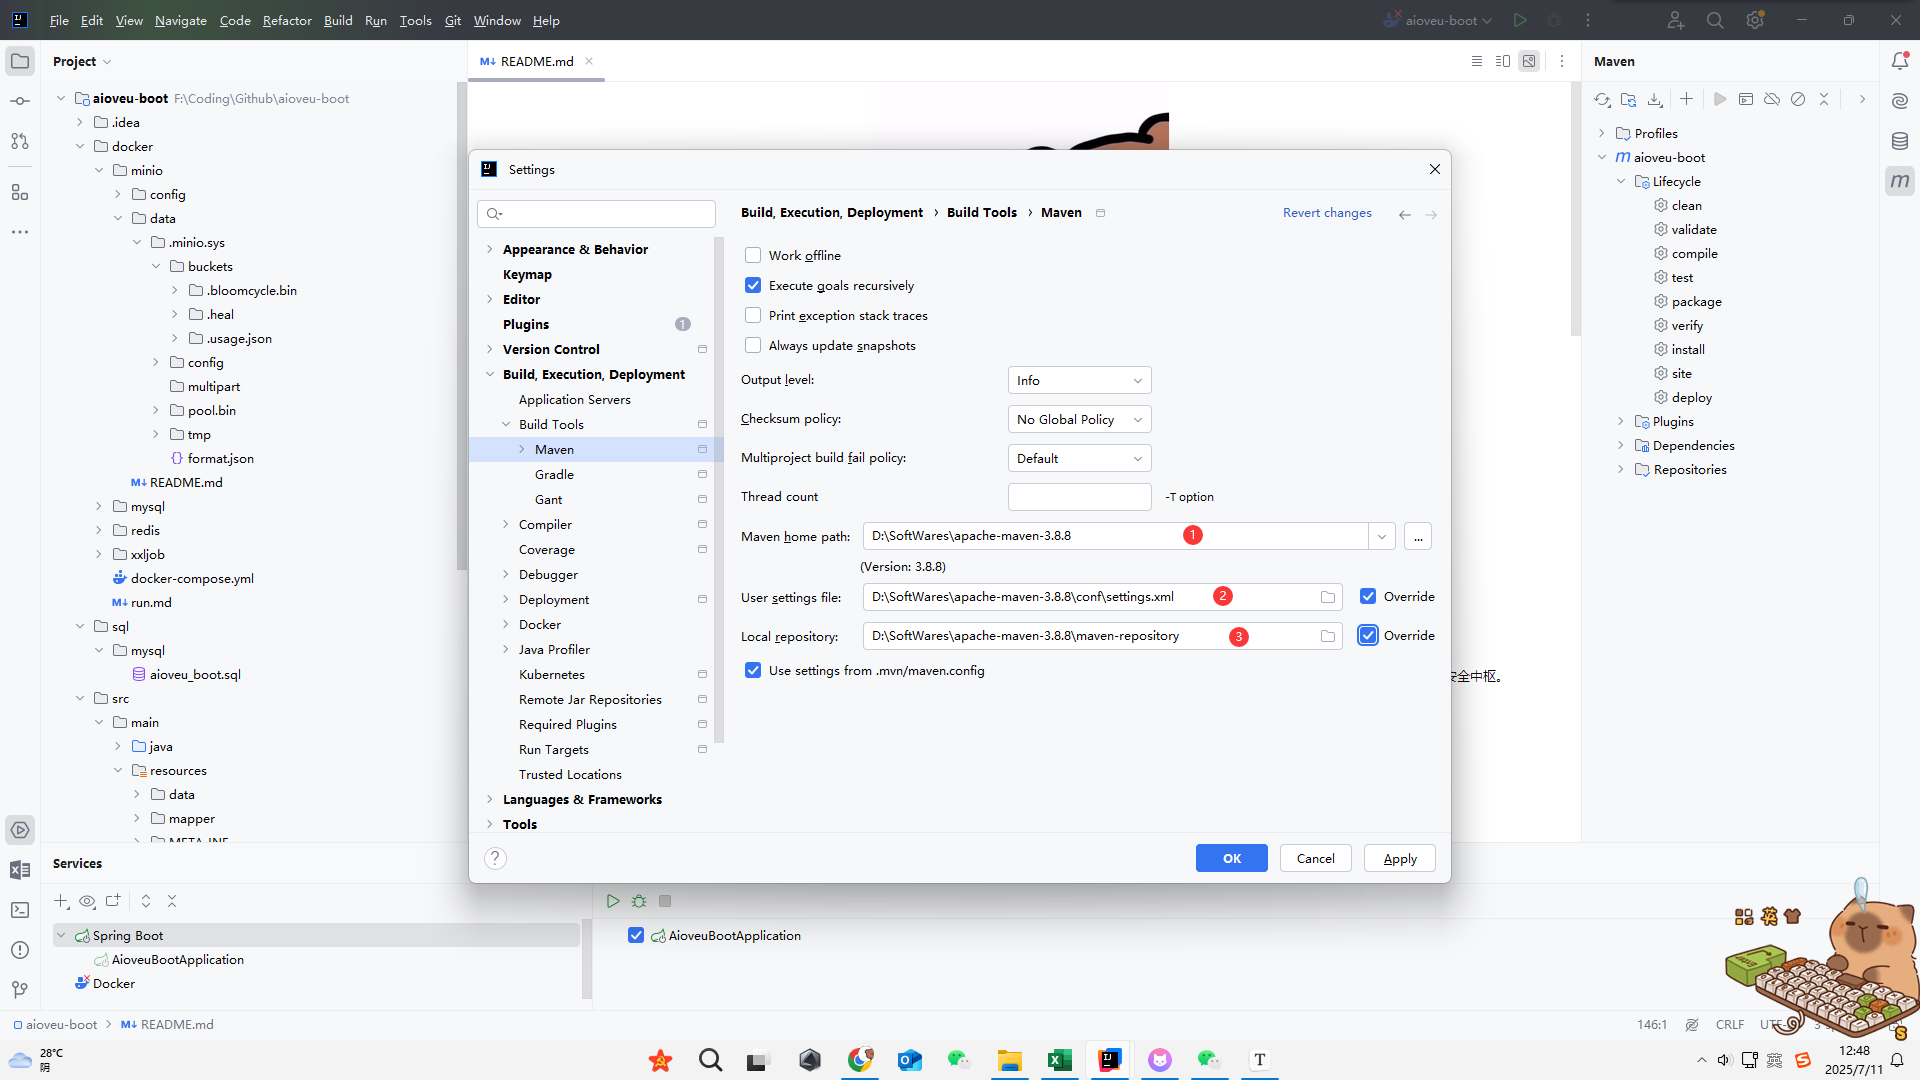 File Edit View Navigate Code Refactor Build Run Tools Git Window Help
aioveu-boot
Project
README.md
Maven
aioveu-boot F:\Coding\Github\aioveu-boot
.idea
docker
minio
config
data
.minio.sys
buckets
.bloomcycle.bin
.heal
.usage.json
config
multipart
pool.bin
tmp
format.json
README.md
mysql
redis
xxljob
docker-compose.yml
run.md
sql
mysql
aioveu_boot.sql
src
main
java
resources
data
mapper
META-INF
Settings
Appearance & Behavior
Keymap
Editor
Plugins 1
Version Control
Build, Execution, Deployment
Application Servers
Build Tools
Maven
Gradle
Gant
Compiler
Coverage
Debugger
Deployment
Docker
Java Profiler
Kubernetes
Remote Jar Repositories
Required Plugins
Run Targets
Trusted Locations
Languages & Frameworks
Tools
Build, Execution, Deployment › Build Tools › Maven
Revert changes
Work offline
Execute goals recursively
Print exception stack traces
Always update snapshots
Output level: Info
Checksum policy: No Global Policy
Multiproject build fail policy: Default
Thread count -T option
Maven home path: D:\SoftWares\apache-maven-3.8.8 1 ...
(Version: 3.8.8)
User settings file: D:\SoftWares\apache-maven-3.8.8\conf\settings.xml 2 Override
Local repository: D:\SoftWares\apache-maven-3.8.8\maven-repository 3 Override
Use settings from .mvn/maven.config
? OK Cancel Apply
安全中枢。
Profiles
aioveu-boot
Lifecycle
clean
validate
compile
test
package
verify
install
site
deploy
Plugins
Dependencies
Repositories
Services
Spring Boot
AioveuBootApplication
Docker
AioveuBootApplication
aioveu-boot › README.md
146:1 CRLF
28°C
阴
英
12:48
2025/7/11